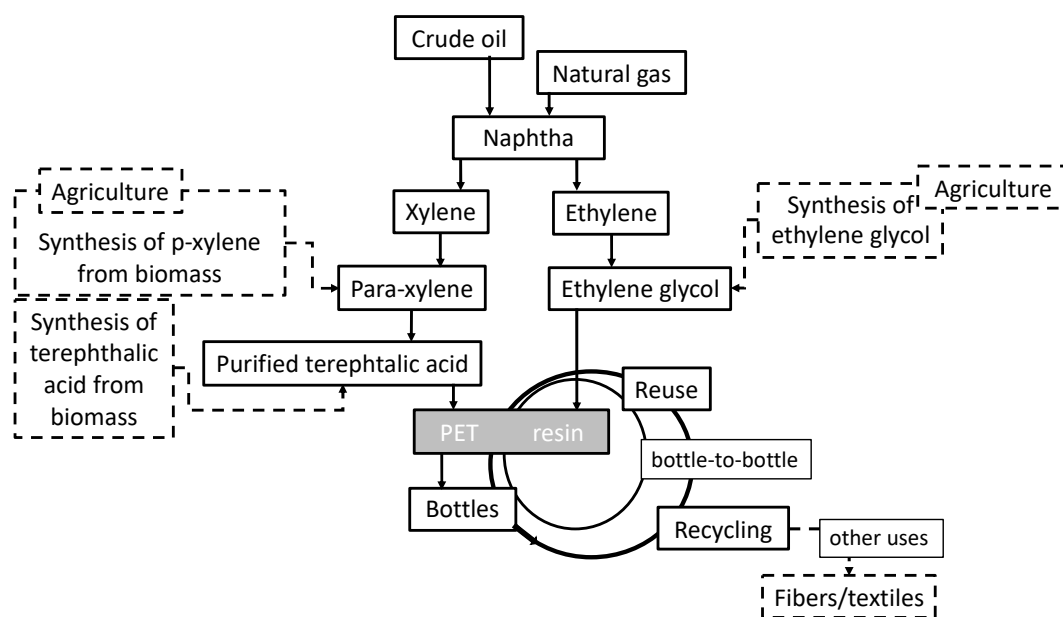 Crude oil
Natural gas
Naphtha
Agriculture
Agriculture
Xylene
Ethylene
Synthesis of
ethylene glycol
Synthesis of p-xylene
from biomass
Para-xylene
Ethylene glycol
Synthesis of
terephthalic
acid from
biomass
Purified terephtalic acid
Reuse
PET resin
bottle-to-bottle
Bottles
Recycling
other uses
Fibers/textiles